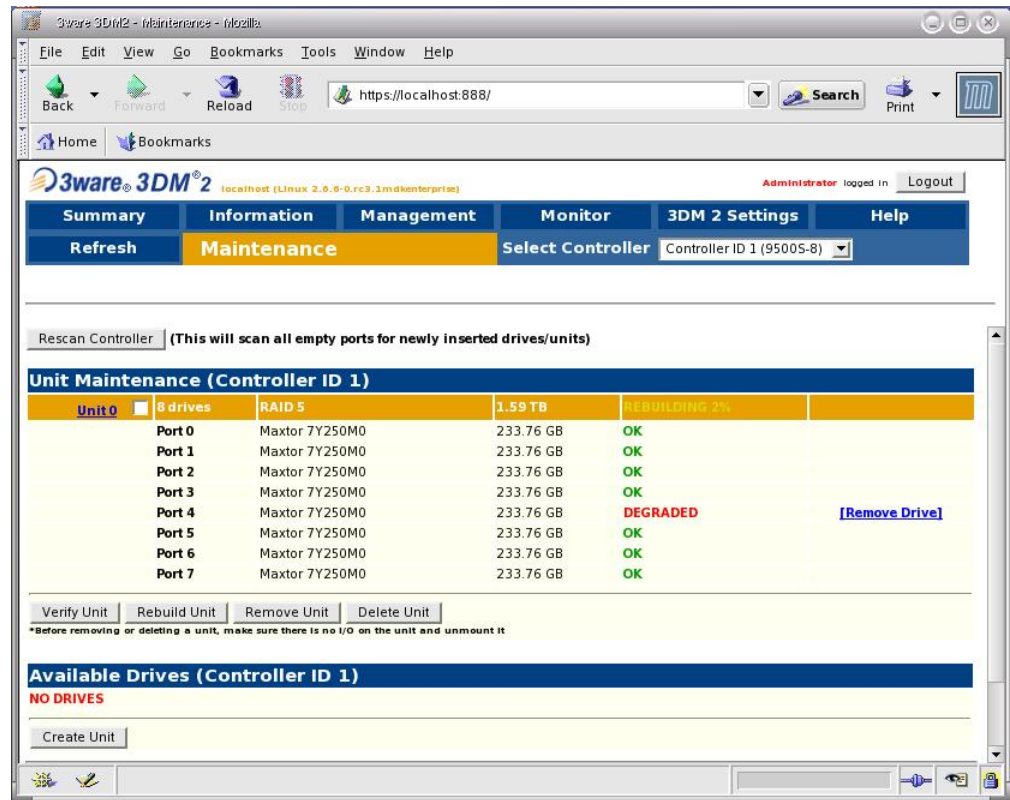 3ware 3DM2 - Maintenance - Mozilla
File Edit View Go Bookmarks Tools Window Help
Back Forward Reload Stop https://localhost:888/ Search Print
Home Bookmarks
3ware® 3DM®2 localhost (Linux 2.6.6-0.rc3.1mdkenterprise) Administrator logged in Logout
Summary Information Management Monitor 3DM 2 Settings Help
Refresh Maintenance Select Controller Controller ID 1 (9500S-8)
Rescan Controller (This will scan all empty ports for newly inserted drives/units)
Unit Maintenance (Controller ID 1)
Unit 0 8 drives RAID 5 1.59 TB REBUILDING 2%
Port 0 Maxtor 7Y250M0 233.76 GB OK
Port 1 Maxtor 7Y250M0 233.76 GB OK
Port 2 Maxtor 7Y250M0 233.76 GB OK
Port 3 Maxtor 7Y250M0 233.76 GB OK
Port 4 Maxtor 7Y250M0 233.76 GB DEGRADED [Remove Drive]
Port 5 Maxtor 7Y250M0 233.76 GB OK
Port 6 Maxtor 7Y250M0 233.76 GB OK
Port 7 Maxtor 7Y250M0 233.76 GB OK
Verify Unit Rebuild Unit Remove Unit Delete Unit
*Before removing or deleting a unit, make sure there is no I/O on the unit and unmount it
Available Drives (Controller ID 1)
NO DRIVES
Create Unit